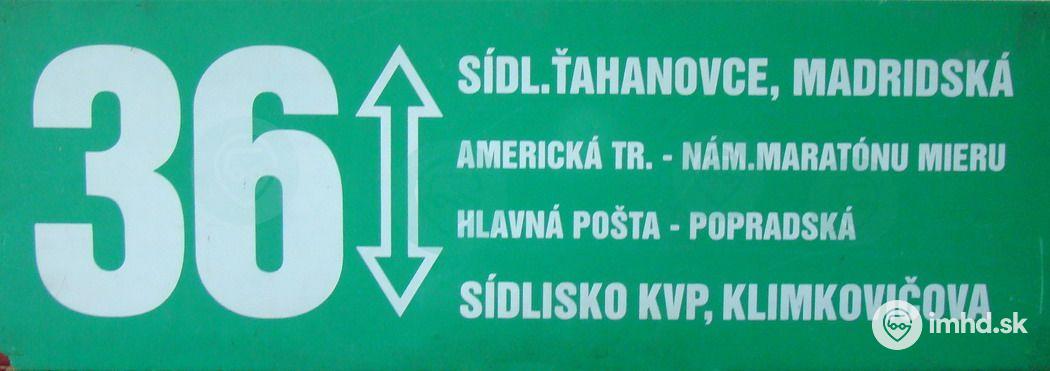 36
SÍDL.ŤAHANOVCE, MADRIDSKÁ
AMERICKÁ TR. - NÁM.MARATÓNU MIERU
HLAVNÁ POŠTA - POPRADSKÁ
SÍDLISKO KVP, KLIMKOVIČOVA
imhd.sk